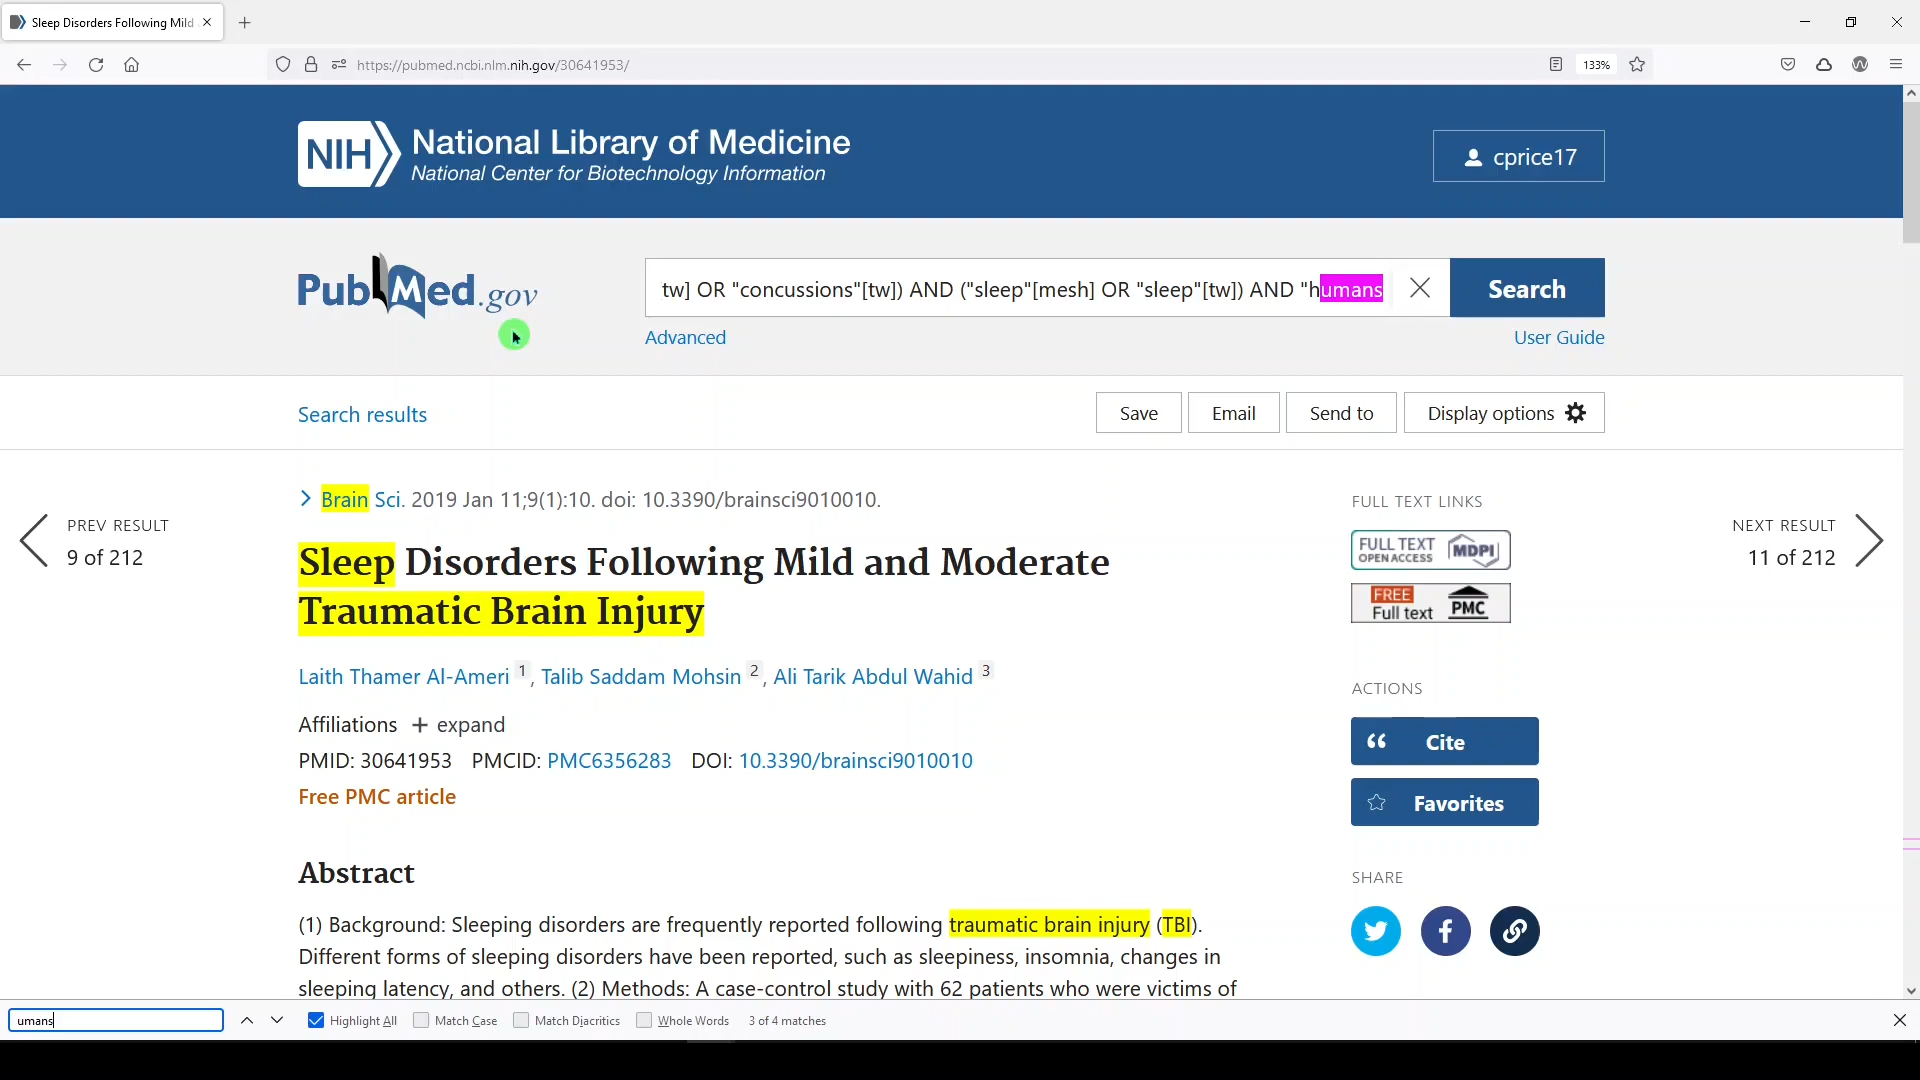 Sleep Disorders Following Mild
https://pubmed.ncbi.nlm.nih.gov/30641953/
133%
NIH National Library of Medicine
National Center for Biotechnology Information
cprice17
PubMed.gov
tw] OR "concussions"[tw]) AND ("sleep"[mesh] OR "sleep"[tw]) AND "humans
Search
Advanced
User Guide
Search results
Save
Email
Send to
Display options
Brain Sci. 2019 Jan 11;9(1):10. doi: 10.3390/brainsci9010010.
FULL TEXT LINKS
PREV RESULT
9 of 212
NEXT RESULT
11 of 212
FULL TEXT
OPEN ACCESS
MDPI
Sleep Disorders Following Mild and Moderate
Traumatic Brain Injury
FREE
Full text
PMC
Laith Thamer Al-Ameri 1, Talib Saddam Mohsin 2, Ali Tarik Abdul Wahid 3
ACTIONS
Affiliations + expand
Cite
PMID: 30641953 PMCID: PMC6356283 DOI: 10.3390/brainsci9010010
Free PMC article
Favorites
Abstract
SHARE
(1) Background: Sleeping disorders are frequently reported following traumatic brain injury (TBI).
Different forms of sleeping disorders have been reported, such as sleepiness, insomnia, changes in
sleeping latency, and others. (2) Methods: A case-control study with 62 patients who were victims of
umans
Highlight All
Match Case
Match Diacritics
Whole Words
3 of 4 matches